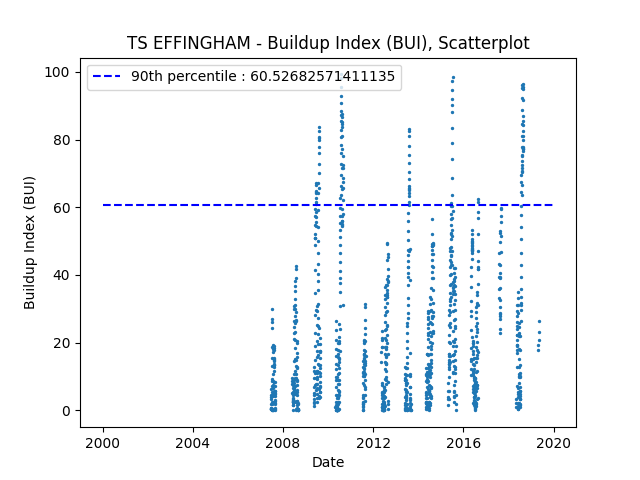 TS EFFINGHAM - Buildup Index (BUI), Scatterplot
90th percentile : 60.52682571411135
100
80
60
40
20
0
Buildup Index (BUI)
2000 2004 2008 2012 2016 2020
Date